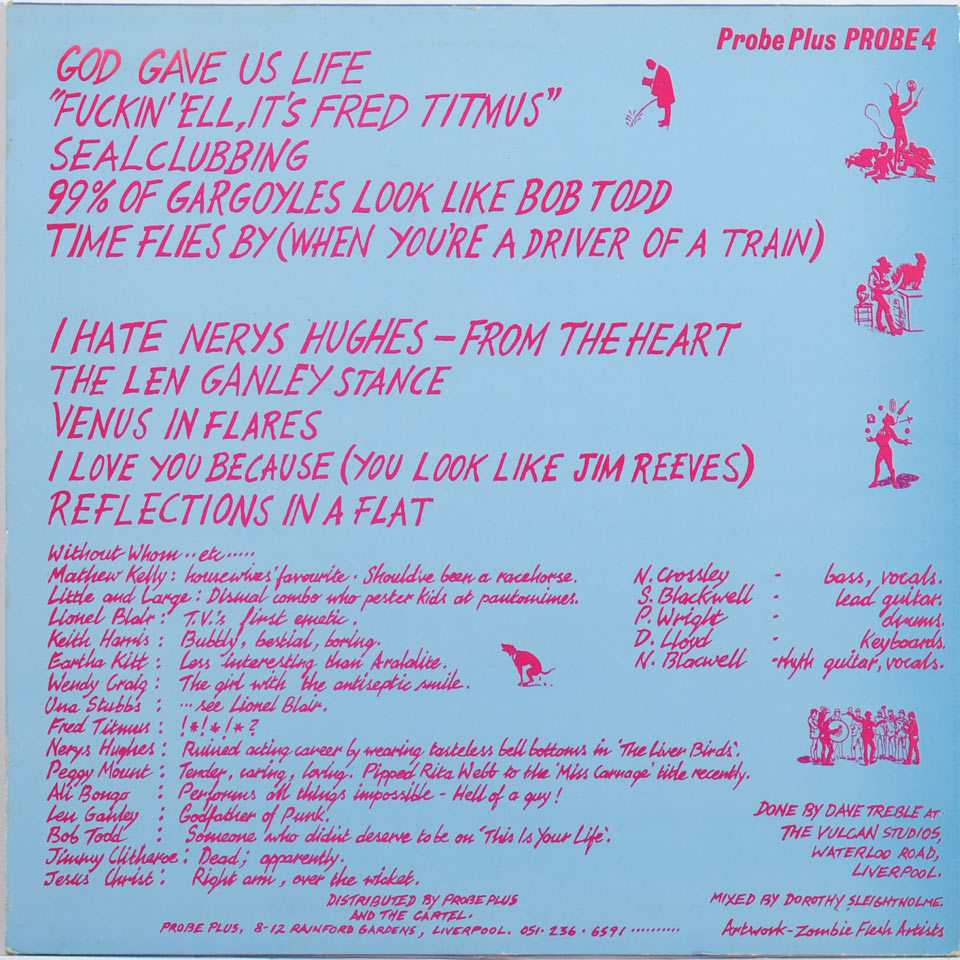 Probe Plus PROBE 4
GOD GAVE US LIFE
"FUCKIN' 'ELL, IT'S FRED TITMUS"
SEALCLUBBING
99% OF GARGOYLES LOOK LIKE BOB TODD
TIME FLIES BY (WHEN YOU'RE A DRIVER OF A TRAIN)
I HATE NERYS HUGHES - FROM THE HEART
THE LEN GANLEY STANCE
VENUS IN FLARES
I LOVE YOU BECAUSE (YOU LOOK LIKE JIM REEVES)
REFLECTIONS IN A FLAT
Without Whom .. etc .....
Mathew Kelly : housewives' favourite. Should've been a racehorse.
Little and Large : Dismal combo who pester kids at pantomimes.
Lionel Blair : T.V.'s first emetic.
Keith Harris : Bubbly, bestial, boring.
Eartha Kitt : Less interesting than Araldite.
Wendy Craig : The girl with the antiseptic smile.
Una Stubbs : ... see Lionel Blair.
Fred Titmus : !*!*!*?
Nerys Hughes : Ruined acting career by wearing tasteless bell bottoms in 'The Liver Birds'.
Peggy Mount : Tender, caring, loving. Pipped Rita Webb to the 'Miss Carnage' title recently.
Ali Bongo : Performs all things impossible - Hell of a guy!
Len Ganley : Godfather of Punk.
Bob Todd : Someone who didn't deserve to be on 'This Is Your Life'.
Jimmy Clitheroe : Dead; apparently.
Jesus Christ : Right arm, over the wicket.
N. Crossley - bass, vocals.
S. Blackwell - lead guitar.
P. Wright - drums.
D. Lloyd - keyboards.
N. Blacwell - rhyth guitar, vocals.
DONE BY DAVE TREBLE AT
THE VULCAN STUDIOS,
WATERLOO ROAD,
LIVERPOOL.
MIXED BY DOROTHY SLEIGHTHOLME.
Artwork - Zombie Flesh Artists
DISTRIBUTED BY PROBE PLUS
AND THE CARTEL.
PROBE PLUS, 8-12 RAINFORD GARDENS, LIVERPOOL. 051-236-6591 ..........